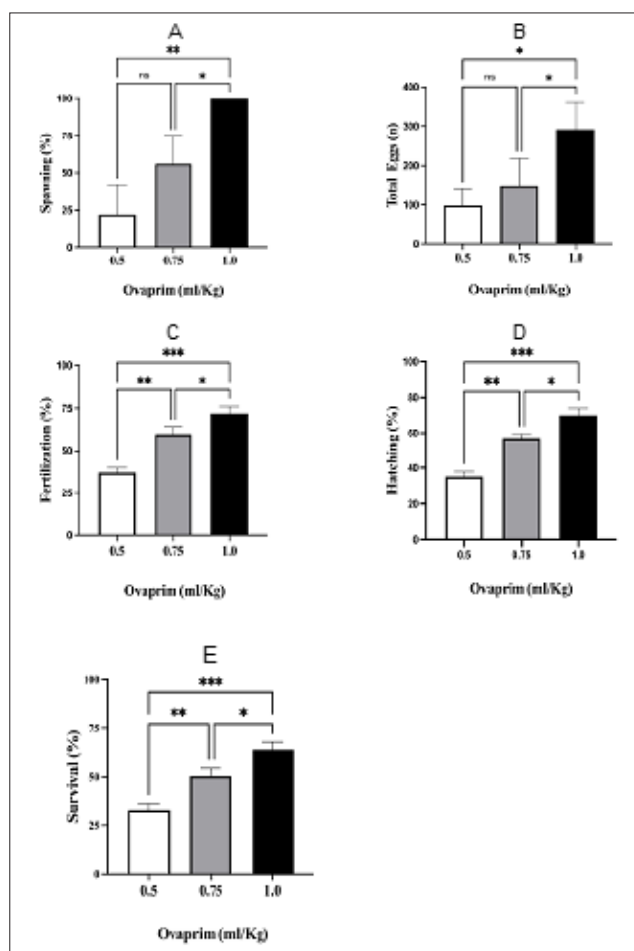 A
**
ns *
100
75
50
25
0
Spawning (%)
0.5 0.75 1.0
Ovaprim (ml/Kg)
B
*
ns *
400
300
200
100
0
Total Eggs (n)
0.5 0.75 1.0
Ovaprim (ml/Kg)
C
***
** *
100
75
50
25
0
Fertilization (%)
0.5 0.75 1.0
Ovaprim (ml/Kg)
D
***
** *
100
80
60
40
20
0
Hatching (%)
0.5 0.75 1.0
Ovaprim (ml/Kg)
E
***
** *
100
75
50
25
0
Survival (%)
0.5 0.75 1.0
Ovaprim (ml/Kg)